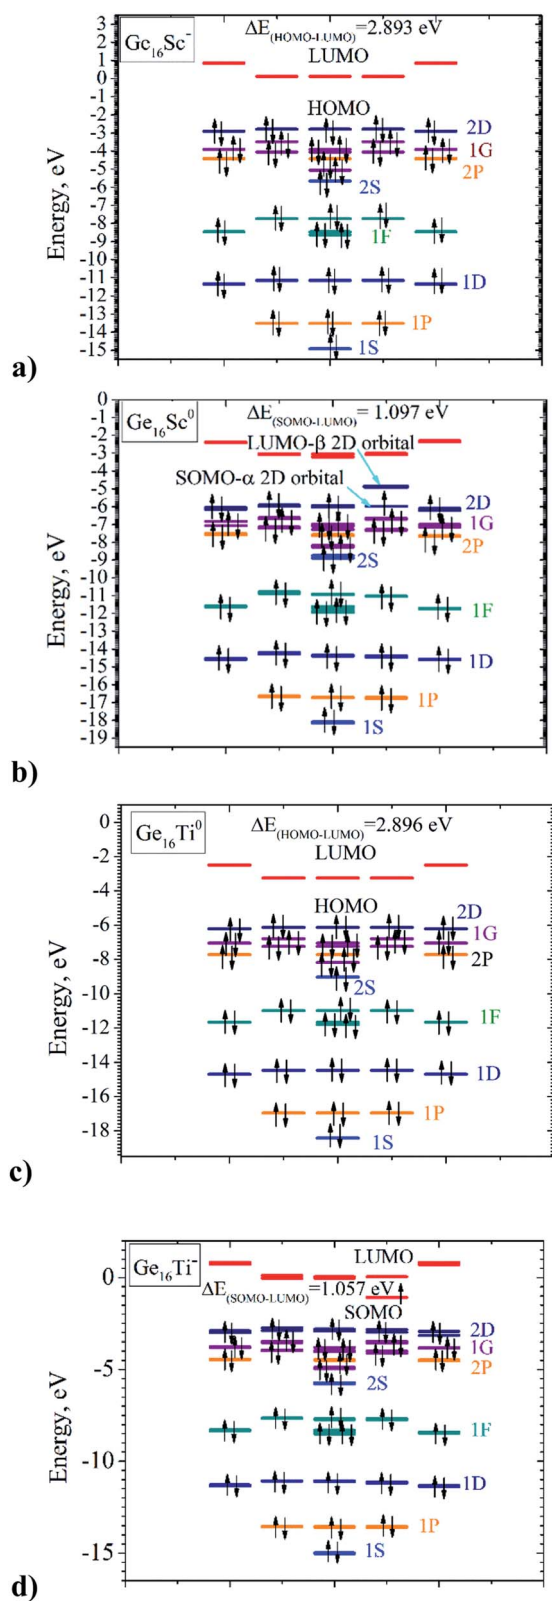 Ge16Sc-
ΔE(HOMO-LUMO)=2.893 eV
LUMO
HOMO
1
0
-1
-2
-3
-4
-5
-6
-7
-8
-9
-10
-11
-12
-13
-14
-15
Energy, eV
2D
1G
2P
2S
1F
1D
1P
1S
a)
Ge16Sc0
ΔE(SOMO-LUMO)= 1.097 eV
LUMO-β 2D orbital
SOMO-α 2D orbital
0
-1
-2
-3
-4
-5
-6
-7
-8
-9
-10
-11
-12
-13
-14
-15
-16
-17
-18
-19
Energy, eV
2D
1G
2P
2S
1F
1D
1P
1S
b)
Ge16Ti0
ΔE(HOMO-LUMO)=2.896 eV
LUMO
HOMO
0
-2
-4
-6
-8
-10
-12
-14
-16
-18
Energy, eV
2D
1G
2P
2S
1F
1D
1P
1S
c)
Ge16Ti-
LUMO
ΔE(SOMO-LUMO)=1.057 eV
SOMO
0
-5
-10
-15
Energy, eV
2D
1G
2P
2S
1F
1D
1P
1S
d)